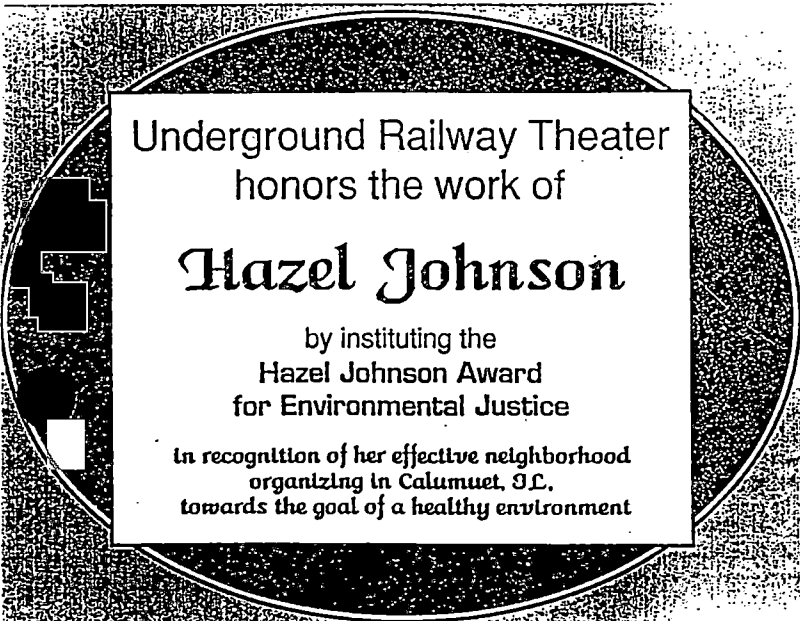 Underground Railway Theater
honors the work of
Hazel Johnson
by instituting the
Hazel Johnson Award
for Environmental Justice
in recognition of her effective neighborhood
organizing in Calumuet, IL.
towards the goal of a healthy environment